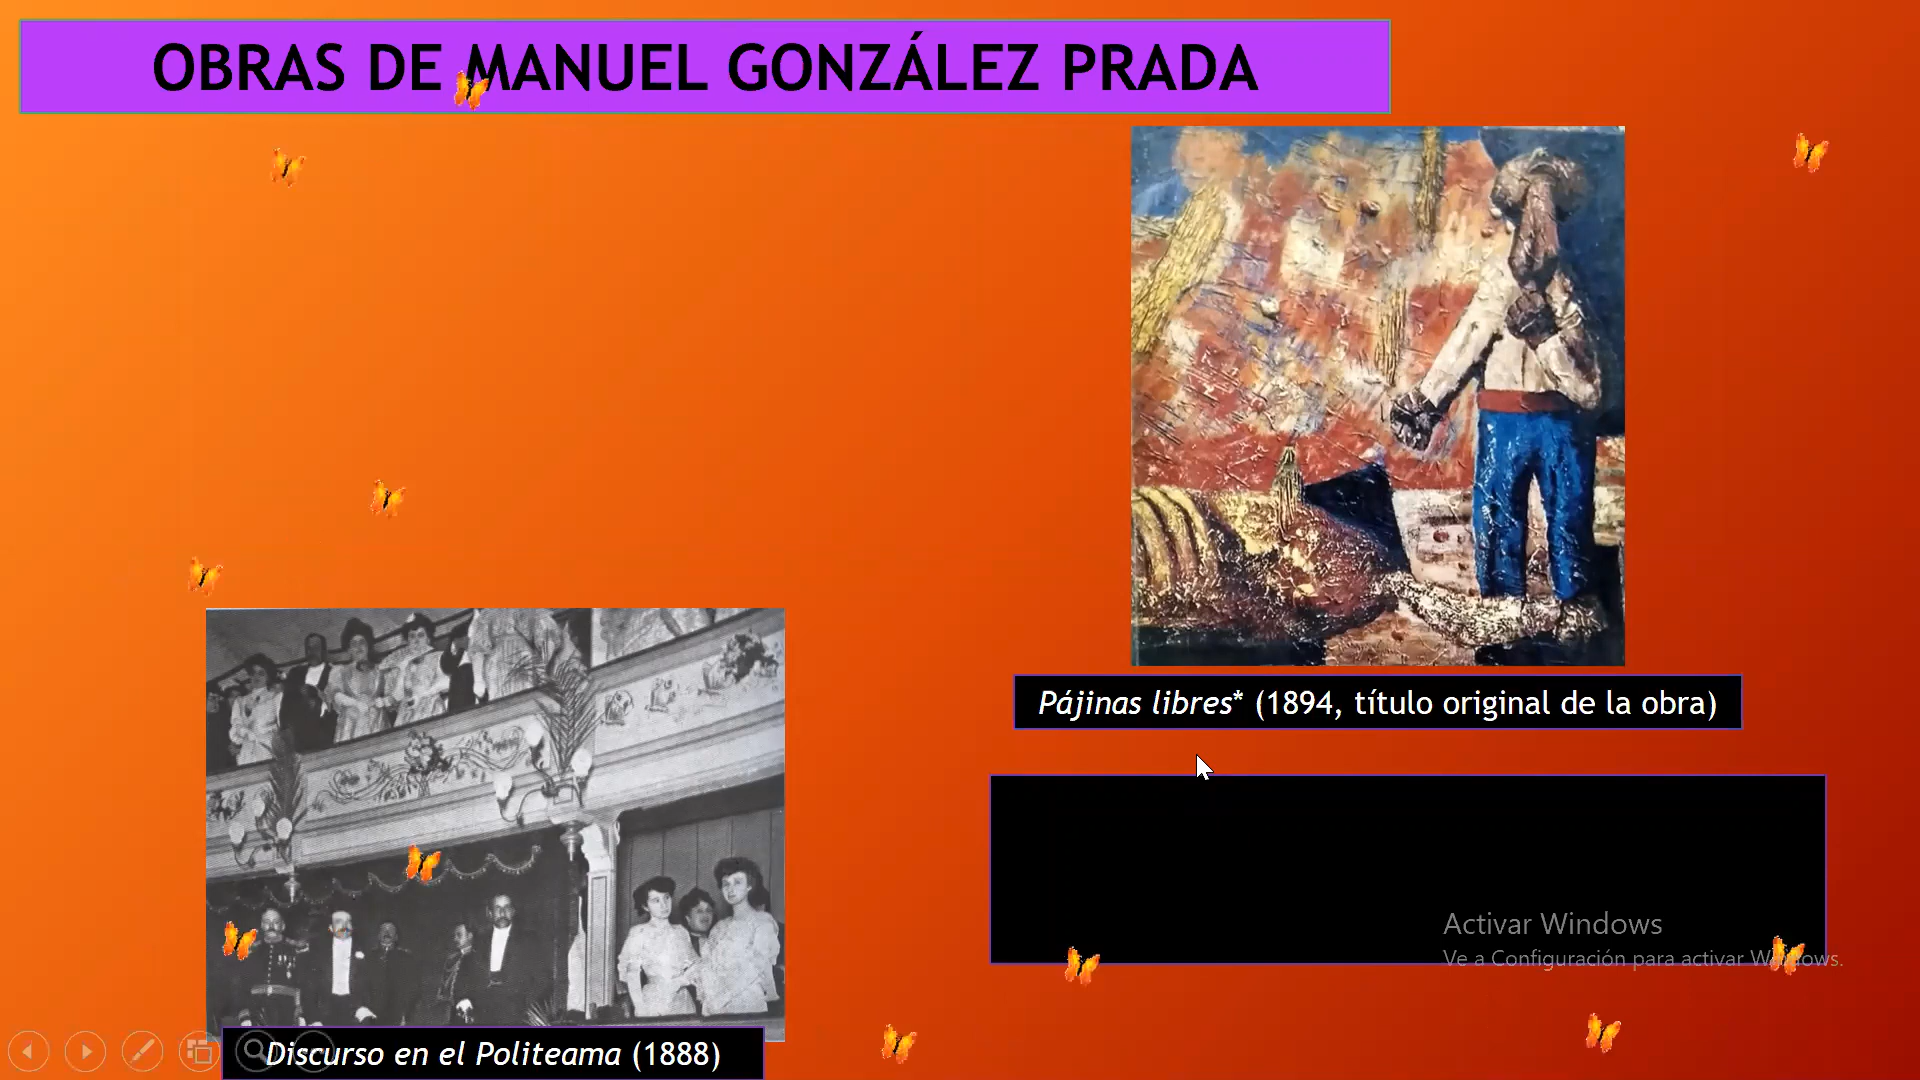 OBRAS DE MANUEL GONZÁLEZ PRADA
Pájinas libres* (1894, título original de la obra)
Activar Windows
Ve a Configuración para activar Windows.
Discurso en el Politeama (1888)